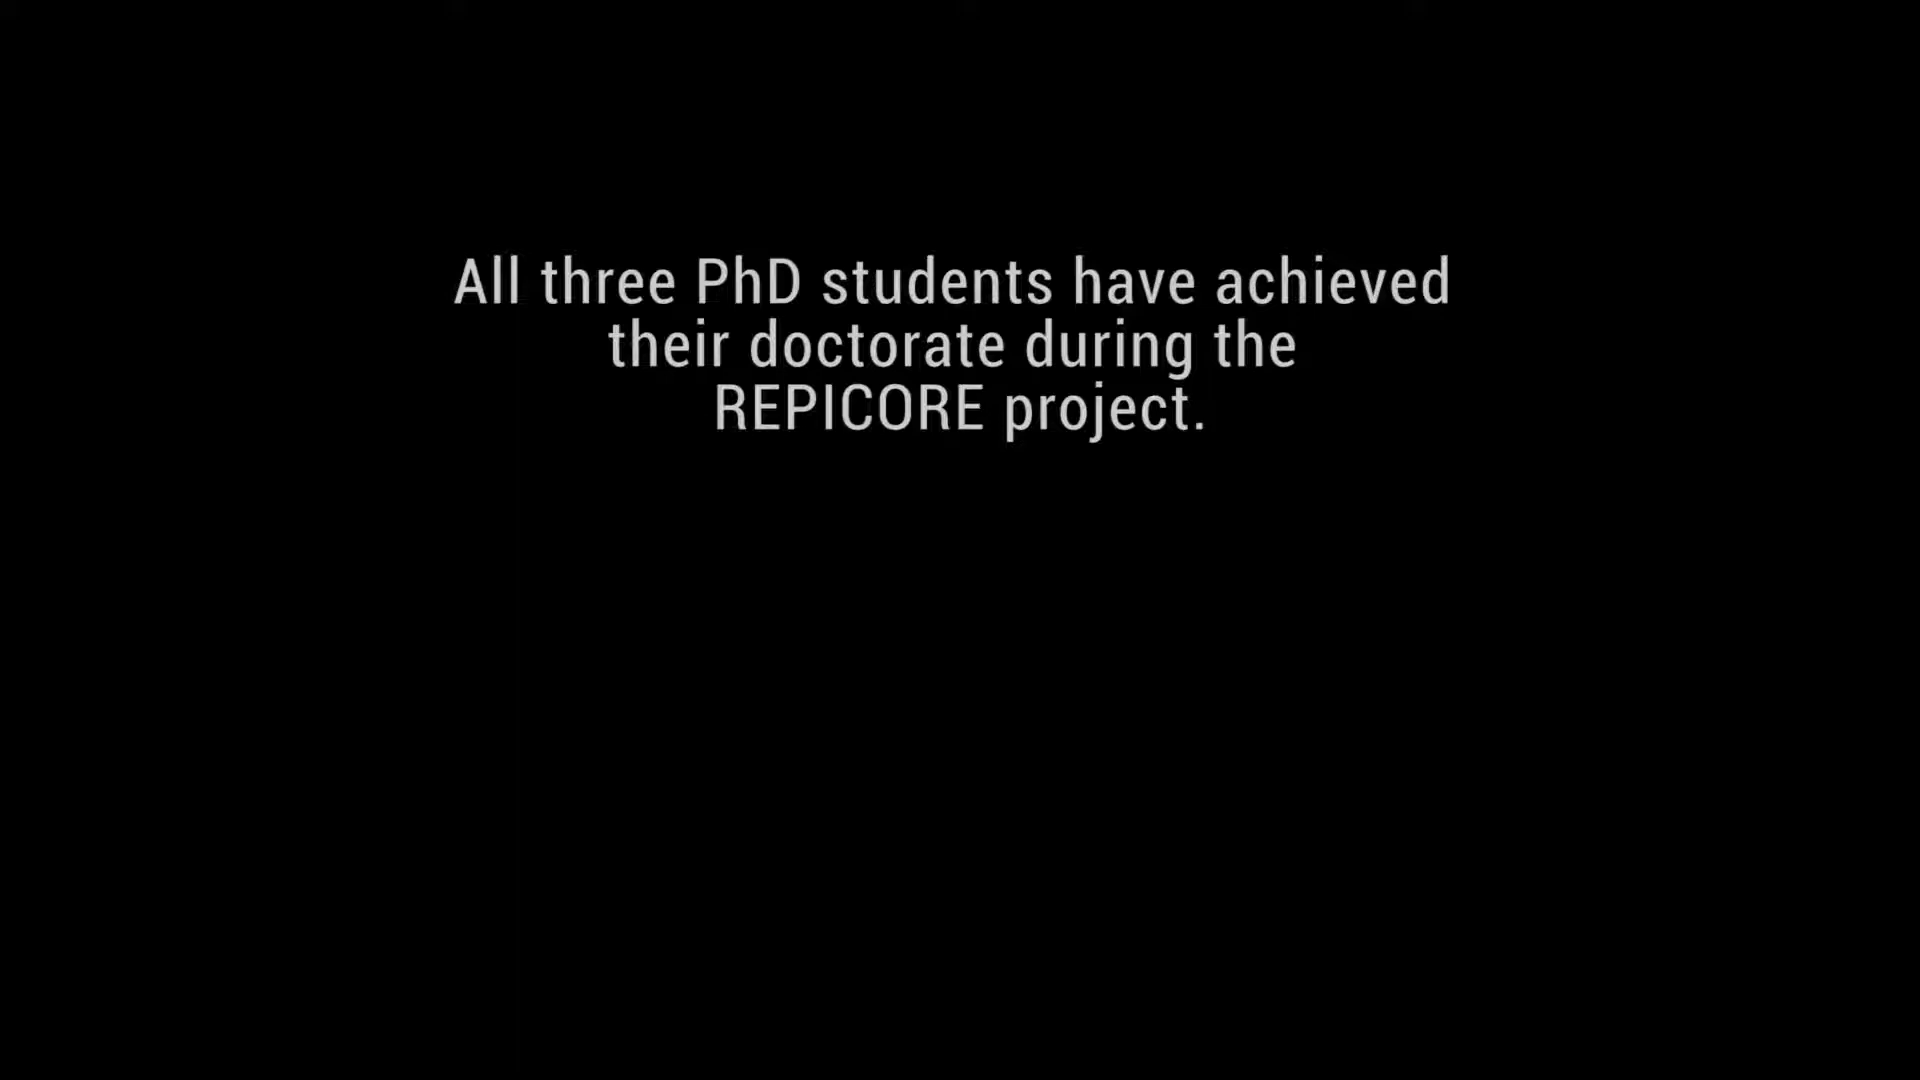 All three PhD students have achieved
their doctorate during the
REPICORE project.